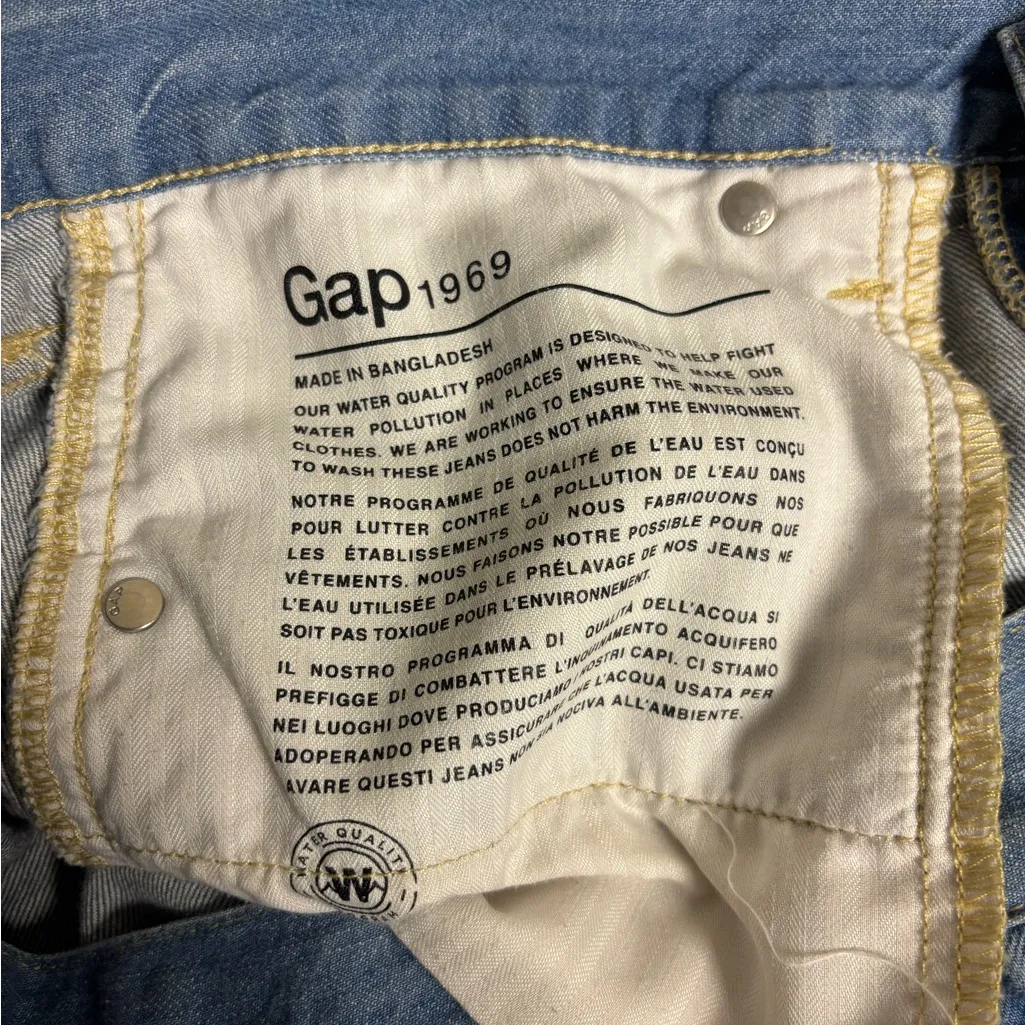 GAP
Gap 1969
MADE IN BANGLADESH
OUR WATER QUALITY PROGRAM IS DESIGNED TO HELP FIGHT
WATER POLLUTION IN PLACES WHERE WE MAKE OUR
CLOTHES. WE ARE WORKING TO ENSURE THE WATER USED
TO WASH THESE JEANS DOES NOT HARM THE ENVIRONMENT.
NOTRE PROGRAMME DE QUALITÉ DE L'EAU EST CONÇU
POUR LUTTER CONTRE LA POLLUTION DE L'EAU DANS
LES ÉTABLISSEMENTS OÙ NOUS FABRIQUONS NOS
VÊTEMENTS. NOUS FAISONS NOTRE POSSIBLE POUR QUE
L'EAU UTILISÉE DANS LE PRÉLAVAGE DE NOS JEANS NE
SOIT PAS TOXIQUE POUR L'ENVIRONNEMENT.
GAP
IL NOSTRO PROGRAMMA DI QUALITÀ DELL'ACQUA SI
PREFIGGE DI COMBATTERE L'INQUINAMENTO ACQUIFERO
NEI LUOGHI DOVE PRODUCIAMO I NOSTRI CAPI. CI STIAMO
ADOPERANDO PER ASSICURARE CHE L'ACQUA USATA PER
AVARE QUESTI JEANS NON SIA NOCIVA ALL'AMBIENTE.
WATER QUALITY
W